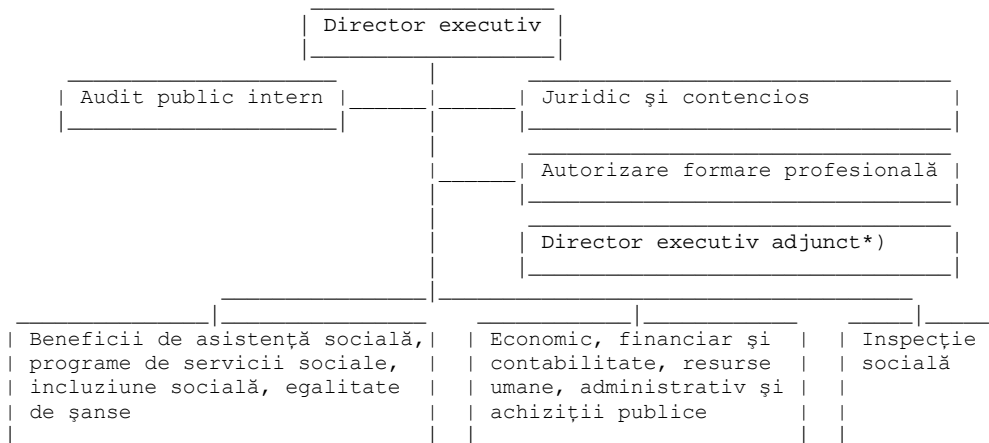 Director executiv
Audit public intern
Juridic şi contencios
Autorizare formare profesională
Director executiv adjunct*)
Beneficii de asistenţă socială,
programe de servicii sociale,
incluziune socială, egalitate
de şanse
Economic, financiar şi
contabilitate, resurse
umane, administrativ şi
achiziţii publice
Inspecţie
socială